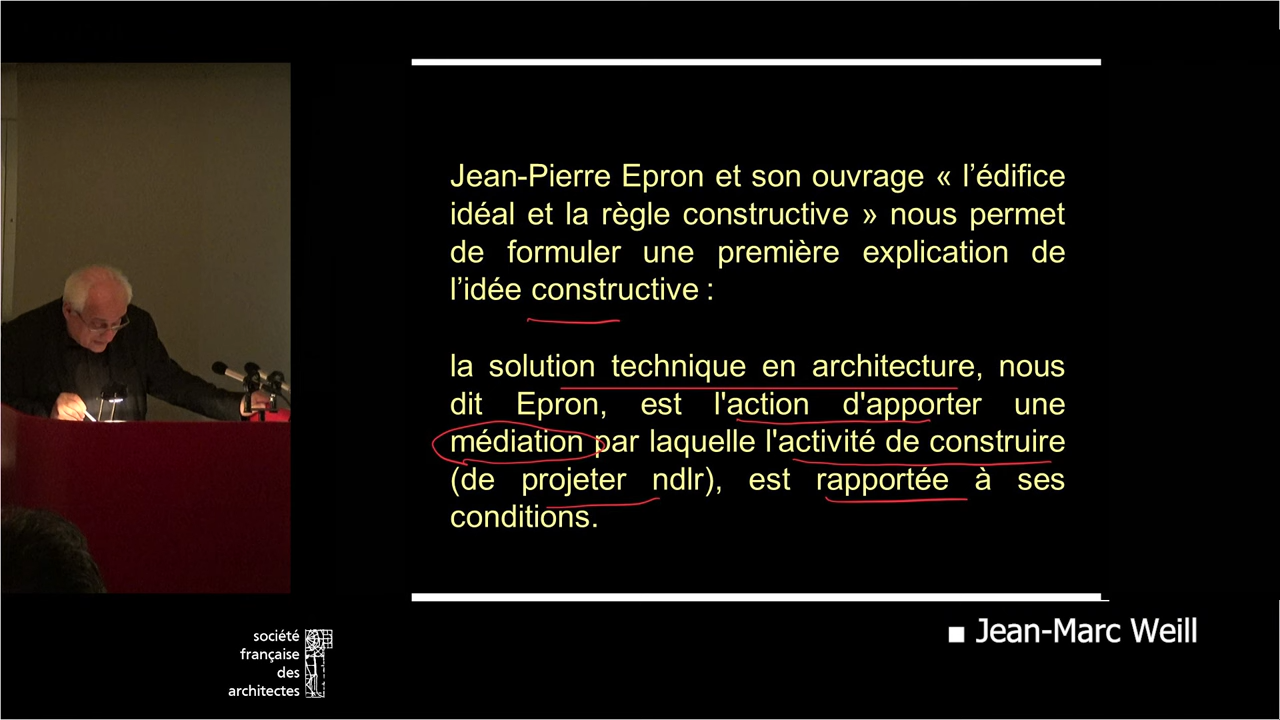 Jean-Pierre Epron et son ouvrage « l’édifice
idéal et la règle constructive » nous permet
de formuler une première explication de
l’idée constructive :
la solution technique en architecture, nous
dit Epron, est l'action d'apporter une
médiation par laquelle l'activité de construire
(de projeter ndlr), est rapportée à ses
conditions.
Jean-Marc Weill
société
française
des
architectes